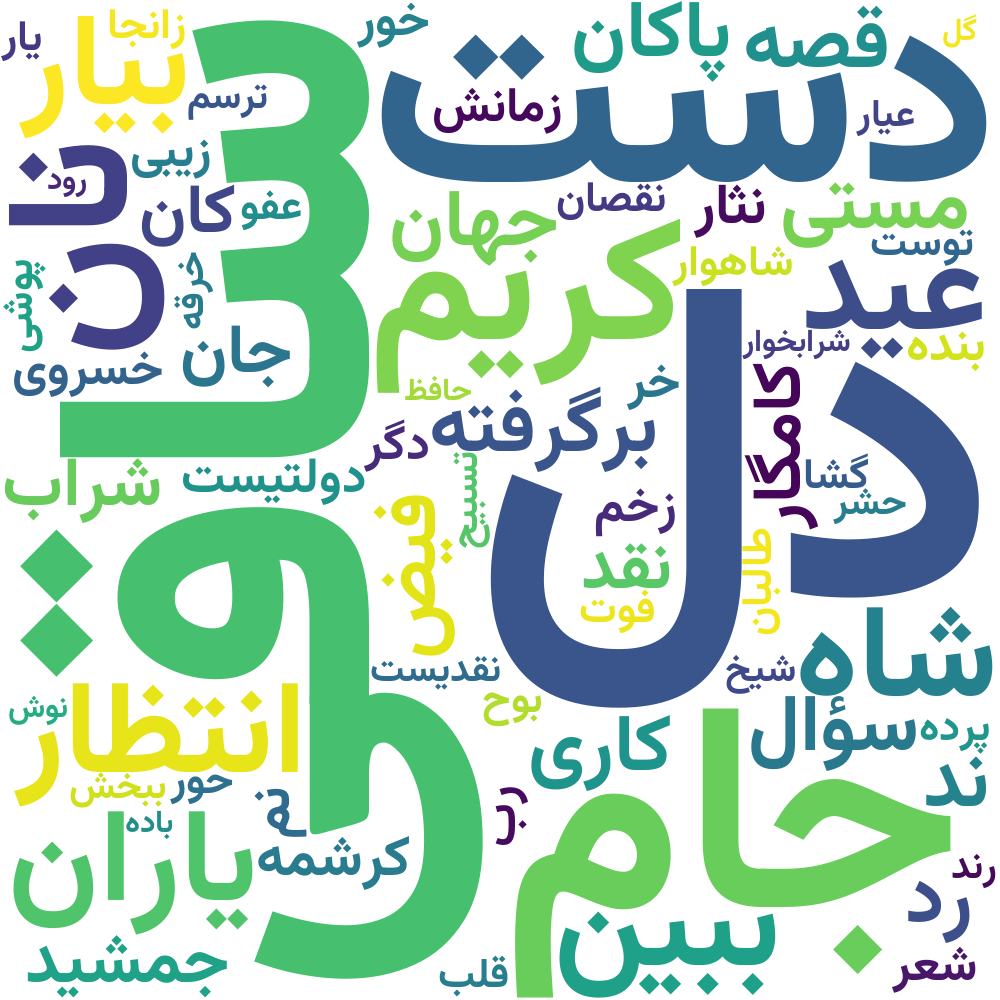 ساقی
دل
دست
جام
کریم
عید
انتظار
یاران
شاه
ببین
بیار
قصه
پاکان
جهان
مستی
برگرفته
کامگار
فیض
نقد
سؤال
کاری
جمشید
شراب
جان
خسروی
کان
نثار
زمانش
خور
زانجا
یار
ترسم
زیبی
رود
عفو
نقصان
گل
عیار
توست
شاهوار
شرابخوار
بنده
خرقه
پوشی
حافظ
خر
دگر
دولتیست
تسبیح
زخم
گشا
حشر
طالبان
فوت
نقدیست
شیخ
بوح
نوش
ببخش
حور
باده
نم
کرشمه
رب
پرده
ند
رند
رد
شعر
قلب
ن